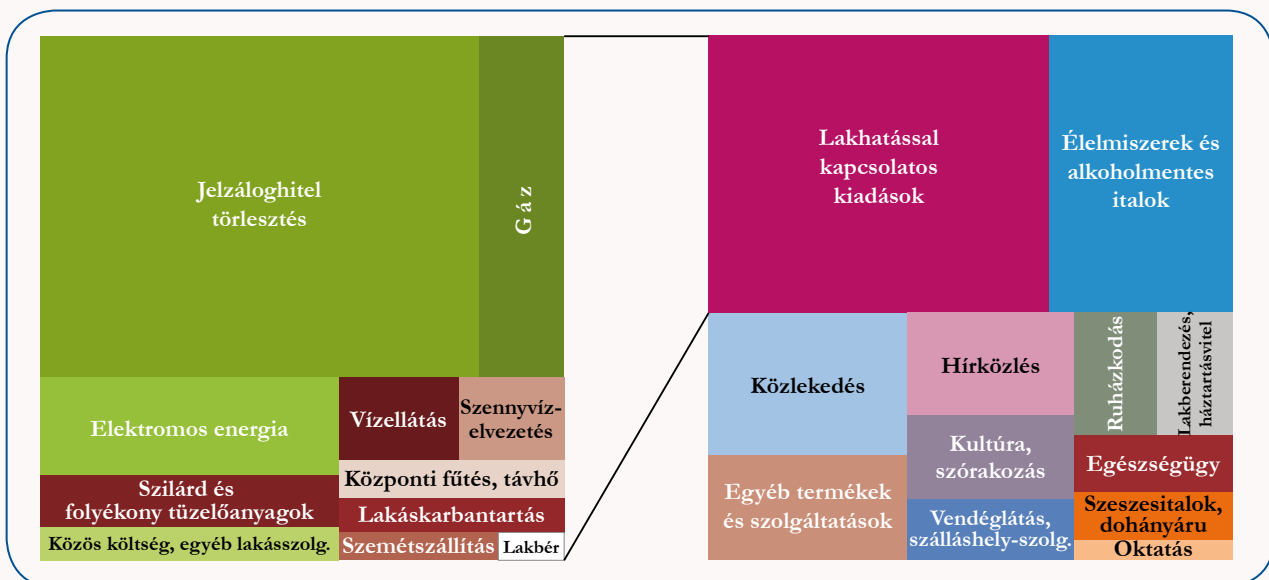 Jelzáloghitel
törlesztés
Gáz
Elektromos energia
Szilárd és
folyékony tüzelőanyagok
Közös költség, egyéb lakásszolg.
Vízellátás
Szennyvíz-
elvezetés
Központi fűtés, távhő
Lakáskarbantartás
Szemétszállítás
Lakbér
Lakhatással
kapcsolatos
kiadások
Élelmiszerek és
alkoholmentes
italok
Közlekedés
Egyéb termékek
és szolgáltatások
Hírközlés
Kultúra,
szórakozás
Vendéglátás,
szálláshely-szolg.
Ruházkodás
Lakberendezés,
háztartásvitel
Egészségügy
Szeszesitalok,
dohányáru
Oktatás